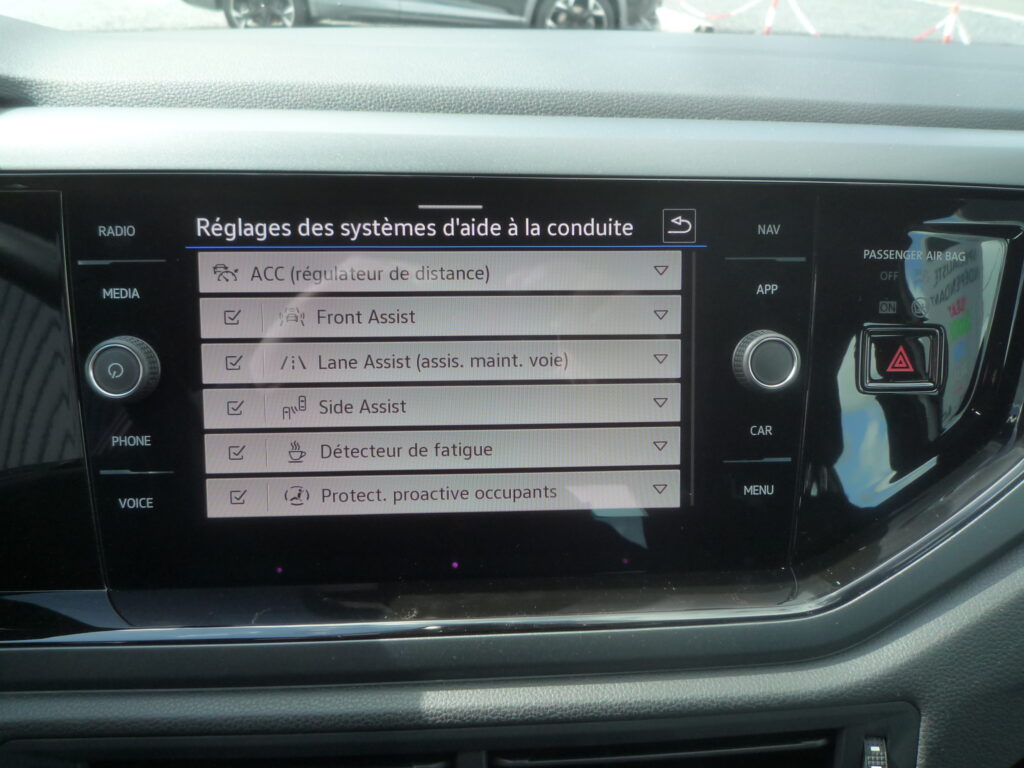 RADIO
MEDIA
PHONE
VOICE
Réglages des systèmes d'aide à la conduite
ACC (régulateur de distance)
Front Assist
Lane Assist (assis. maint. voie)
Side Assist
Détecteur de fatigue
Protect. proactive occupants
NAV
APP
CAR
MENU
PASSENGER AIR BAG
OFF
ON